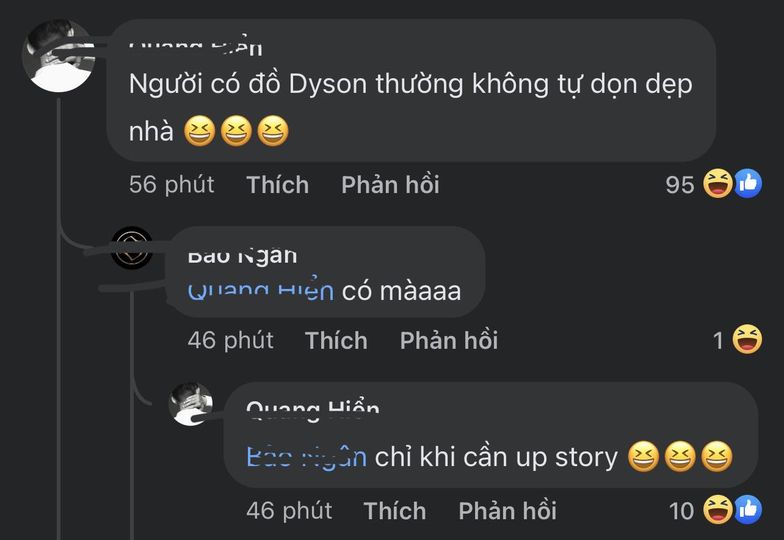 Quang Hiển
Người có đồ Dyson thường không tự dọn dẹp
nhà 😆😆😆
56 phút Thích Phản hồi 95
Bảo Ngân
Quang Hiển có màaaa
46 phút Thích Phản hồi 1
Quang Hiển
Bảo Ngân chỉ khi cần up story 😆😆😆
46 phút Thích Phản hồi 10